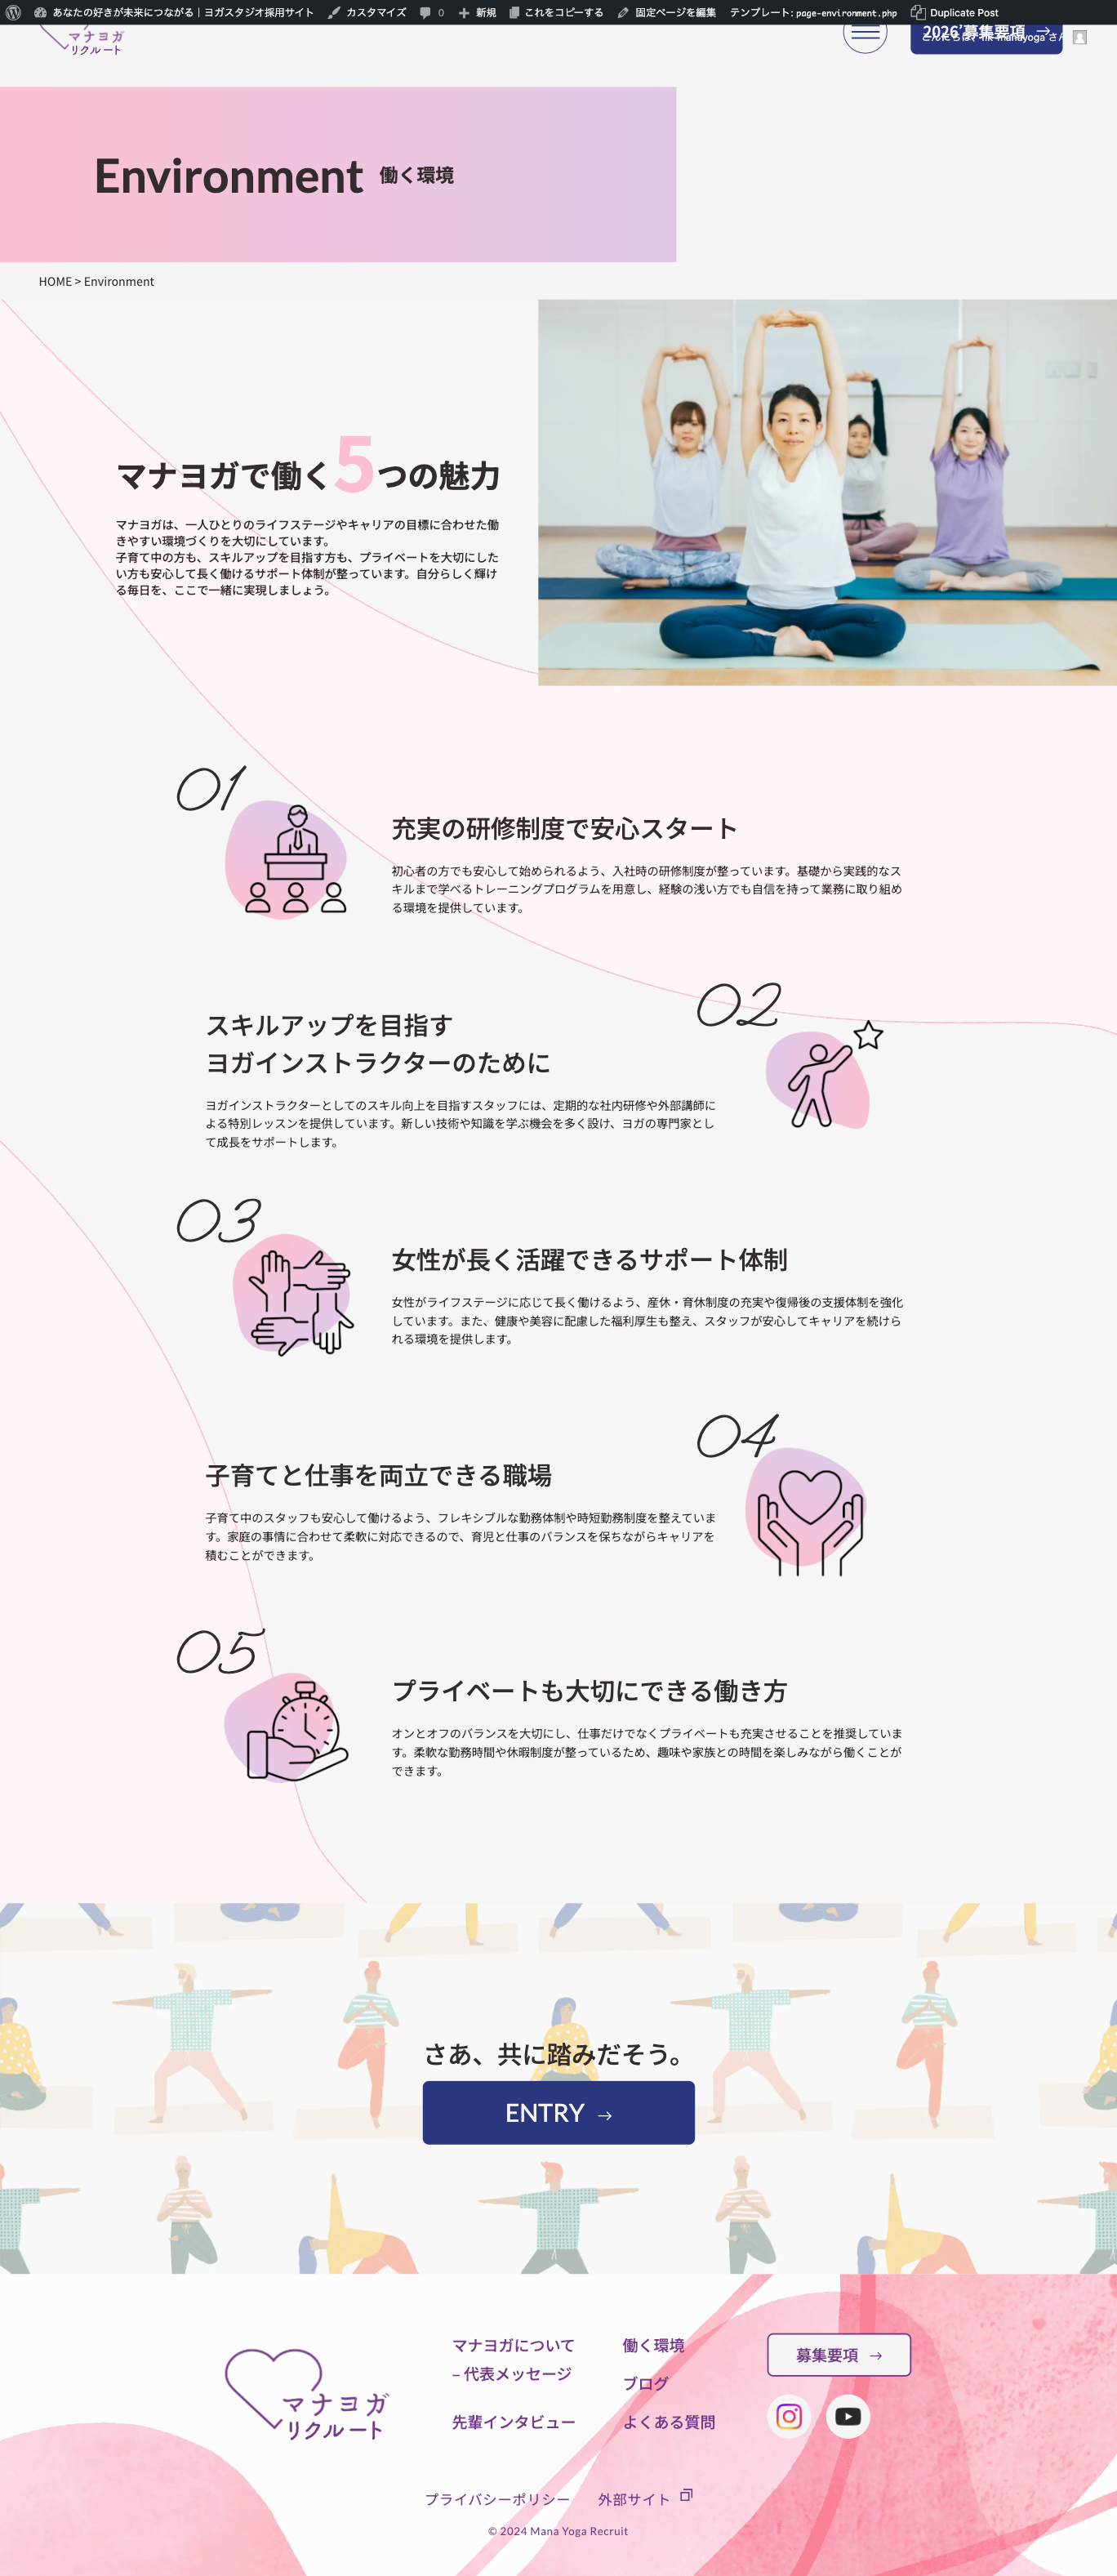 あなたの好きが未来につながる｜ヨガスタジオ採用サイト カスタマイズ 0 新規 これをコピーする 固定ページを編集 テンプレート: page-environment.php Duplicate Post
マナヨガ
リクルート
2026'募集要項 →
Environment 働く環境
HOME > Environment
マナヨガで働く5つの魅力
マナヨガは、一人ひとりのライフステージやキャリアの目標に合わせた働
きやすい環境づくりを大切にしています。
子育て中の方も、スキルアップを目指す方も、プライベートを大切にした
い方も安心して長く働けるサポート体制が整っています。自分らしく輝け
る毎日を、ここで一緒に実現しましょう。
01
充実の研修制度で安心スタート
初心者の方でも安心して始められるよう、入社時の研修制度が整っています。基礎から実践的なス
キルまで学べるトレーニングプログラムを用意し、経験の浅い方でも自信を持って業務に取り組め
る環境を提供しています。
02
スキルアップを目指す
ヨガインストラクターのために
ヨガインストラクターとしてのスキル向上を目指すスタッフには、定期的な社内研修や外部講師に
よる特別レッスンを提供しています。新しい技術や知識を学ぶ機会を多く設け、ヨガの専門家とし
て成長をサポートします。
03
女性が長く活躍できるサポート体制
女性がライフステージに応じて長く働けるよう、産休・育休制度の充実や復帰後の支援体制を強化
しています。また、健康や美容に配慮した福利厚生も整え、スタッフが安心してキャリアを続けら
れる環境を提供します。
04
子育てと仕事を両立できる職場
子育て中のスタッフも安心して働けるよう、フレキシブルな勤務体制や時短勤務制度を整えていま
す。家庭の事情に合わせて柔軟に対応できるので、育児と仕事のバランスを保ちながらキャリアを
積むことができます。
05
プライベートも大切にできる働き方
オンとオフのバランスを大切にし、仕事だけでなくプライベートも充実させることを推奨していま
す。柔軟な勤務時間や休暇制度が整っているため、趣味や家族との時間を楽しみながら働くことが
できます。
さあ、共に踏みだそう。
ENTRY →
マナヨガ
リクルート
マナヨガについて
– 代表メッセージ
先輩インタビュー
働く環境
ブログ
よくある質問
募集要項 →
プライバシーポリシー 外部サイト
© 2024 Mana Yoga Recruit